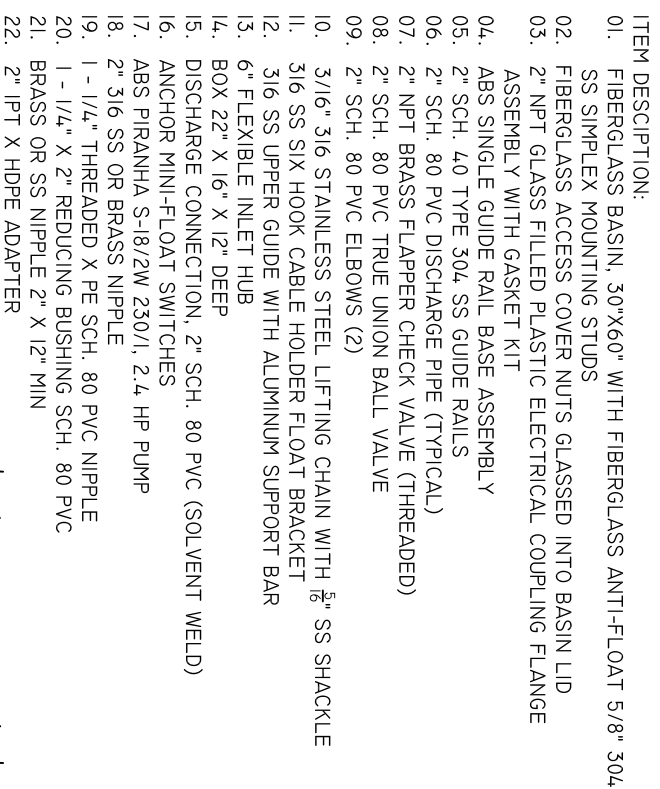 ITEM DESCIPTION:
01. FIBERGLASS BASIN, 30"X60" WITH FIBERGLASS ANTI-FLOAT 5/8" 304
SS SIMPLEX MOUNTING STUDS
02. FIBERGLASS ACCESS COVER NUTS GLASSED INTO BASIN LID
03. 2" NPT GLASS FILLED PLASTIC ELECTRICAL COUPLING FLANGE
ASSEMBLY WITH GASKET KIT
04. ABS SINGLE GUIDE RAIL BASE ASSEMBLY
05. 2" SCH. 40 TYPE 304 SS GUIDE RAILS
06. 2" SCH. 80 PVC DISCHARGE PIPE (TYPICAL)
07. 2" NPT BRASS FLAPPER CHECK VALVE (THREADED)
08. 2" SCH. 80 PVC TRUE UNION BALL VALVE
09. 2" SCH. 80 PVC ELBOWS (2)
10. 3/16" 316 STAINLESS STEEL LIFTING CHAIN WITH 5/16" SS SHACKLE
11. 316 SS SIX HOOK CABLE HOLDER FLOAT BRACKET
12. 316 SS UPPER GUIDE WITH ALUMINUM SUPPORT BAR
13. 6" FLEXIBLE INLET HUB
14. BOX 22" X 16" X 12" DEEP
15. DISCHARGE CONNECTION, 2" SCH. 80 PVC (SOLVENT WELD)
16. ANCHOR MINI-FLOAT SWITCHES
17. ABS PIRANHA S-18/2W 230/1, 2.4 HP PUMP
18. 2" 316 SS OR BRASS NIPPLE
19. 1 - 1/4" THREADED X PE SCH. 80 PVC NIPPLE
20. 1 - 1/4" X 2" REDUCING BUSHING SCH. 80 PVC
21. BRASS OR SS NIPPLE 2" X 12" MIN
22. 2" IPT X HDPE ADAPTER